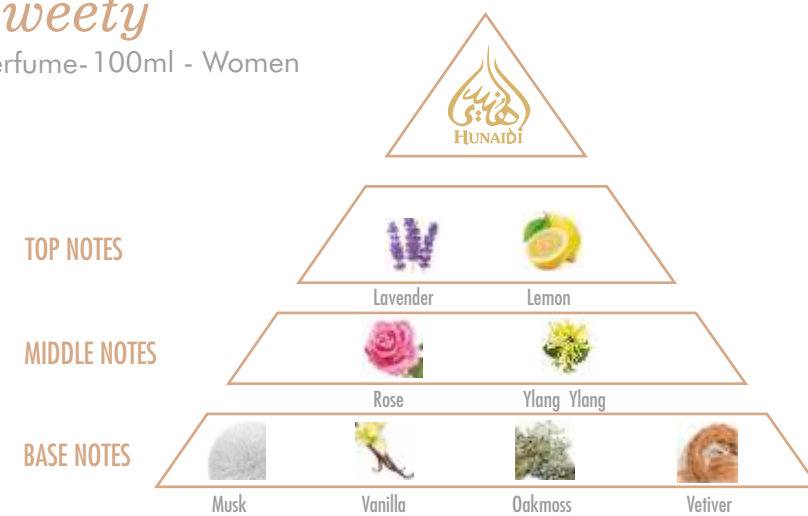 weety
erfume-100ml - Women
HUNAIDI
TOP NOTES
Lavender Lemon
MIDDLE NOTES
Rose Ylang Ylang
BASE NOTES
Musk Vanilla Oakmoss Vetiver